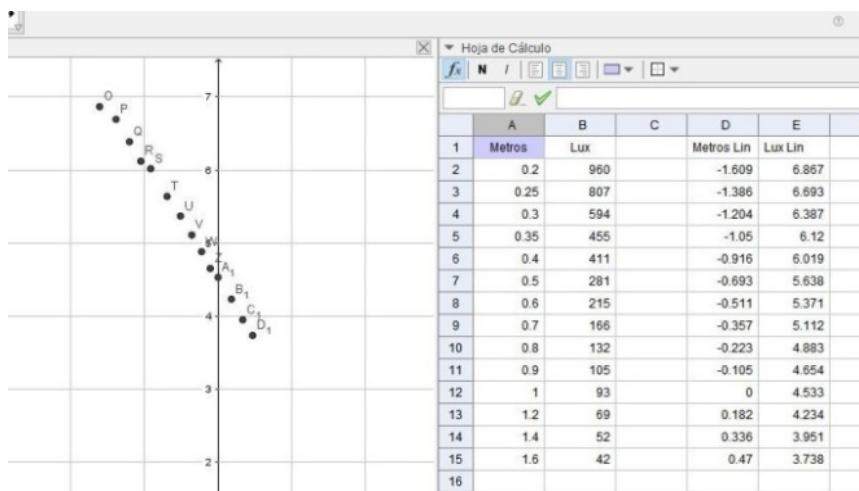 Hoja de Cálculo
fx N I
A B C D E
1 Metros Lux Metros Lin Lux Lin
2 0.2 960 -1.609 6.867
3 0.25 807 -1.386 6.693
4 0.3 594 -1.204 6.387
5 0.35 455 -1.05 6.12
6 0.4 411 -0.916 6.019
7 0.5 281 -0.693 5.638
8 0.6 215 -0.511 5.371
9 0.7 166 -0.357 5.112
10 0.8 132 -0.223 4.883
11 0.9 105 -0.105 4.654
12 1 93 0 4.533
13 1.2 69 0.182 4.234
14 1.4 52 0.336 3.951
15 1.6 42 0.47 3.738
16
7
6
5
4
3
2
O
P
Q
R
S
T
U
V
W
Z
A1
B1
C1
D1